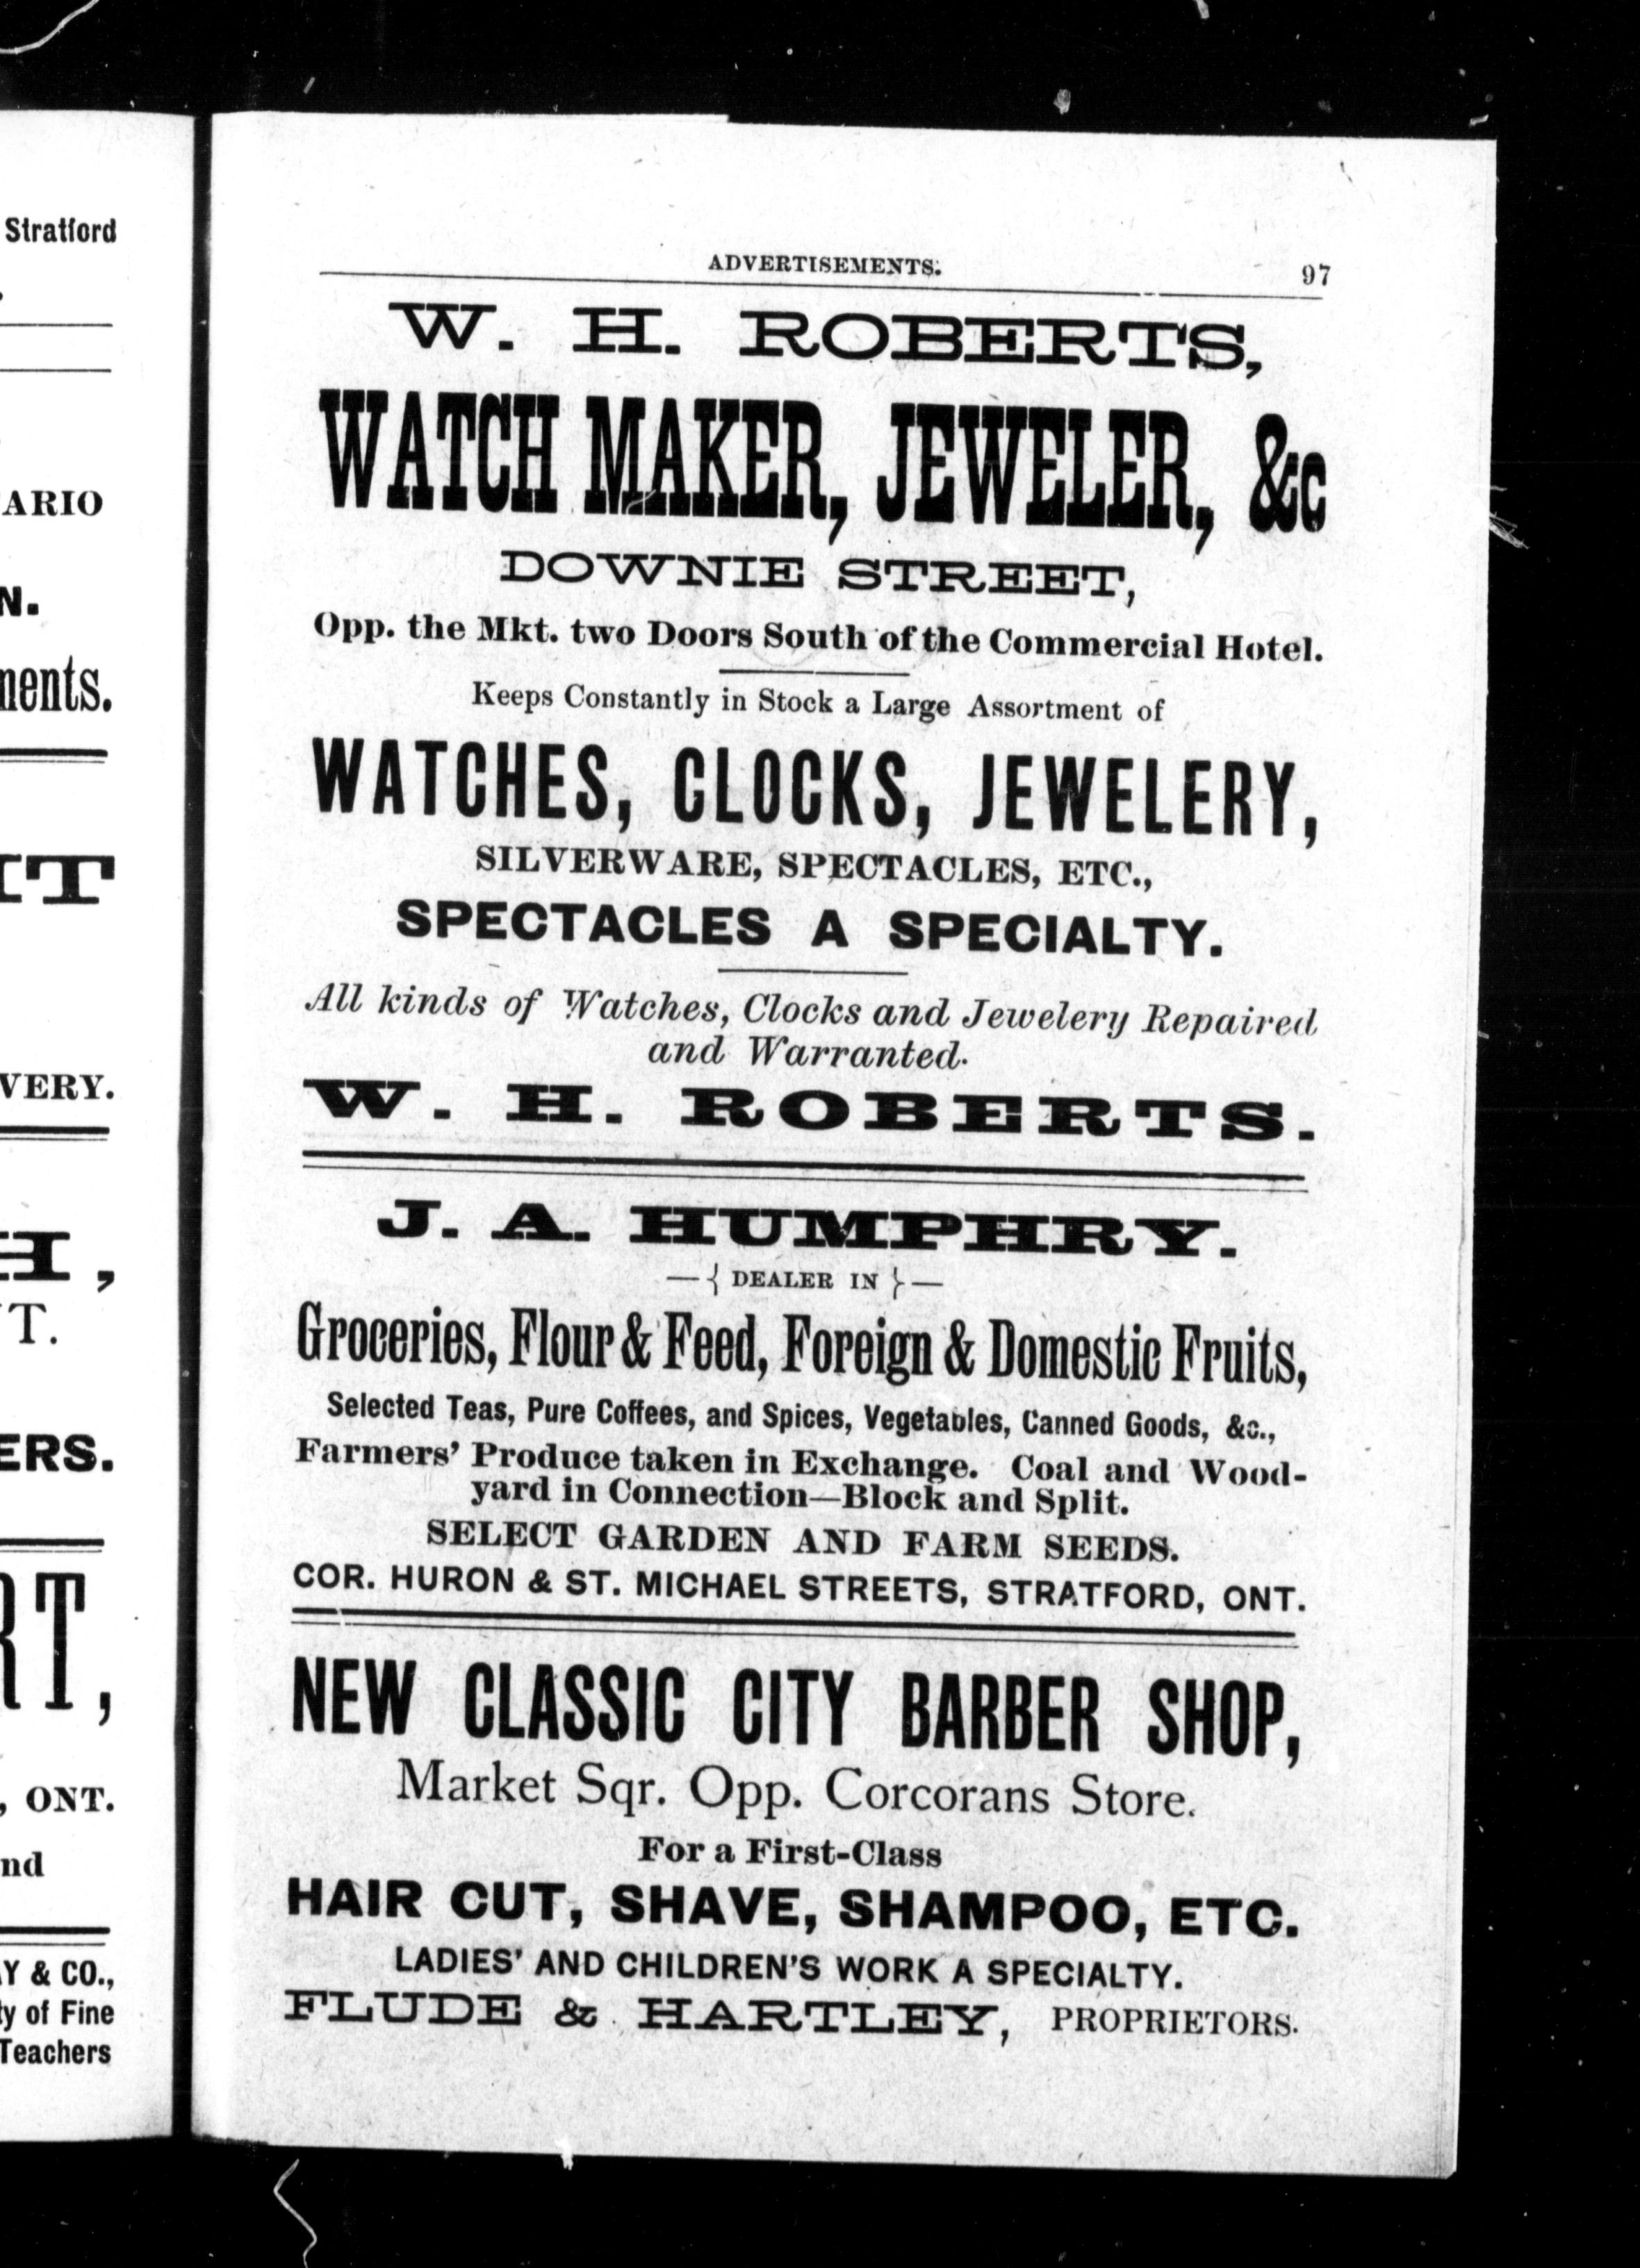 Stratford
ARIO
N.
ments.
IT
VERY.
H,
T.
ERS.
RT,
, ONT.
nd
Y & CO.,
ly of Fine
Teachers
ADVERTISEMENTS. 97
W. H. ROBERTS,
WATCH MAKER, JEWELER, &c
DOWNIE STREET,
Opp. the Mkt. two Doors South of the Commercial Hotel.
Keeps Constantly in Stock a Large Assortment of
WATCHES, CLOCKS, JEWELERY,
SILVERWARE, SPECTACLES, ETC.,
SPECTACLES A SPECIALTY.
All kinds of Watches, Clocks and Jewelery Repaired
and Warranted.
W. H. ROBERTS.
J. A. HUMPHRY.
—{ DEALER IN }—
Groceries, Flour & Feed, Foreign & Domestic Fruits,
Selected Teas, Pure Coffees, and Spices, Vegetables, Canned Goods, &c.,
Farmers' Produce taken in Exchange. Coal and Wood-
yard in Connection—Block and Split.
SELECT GARDEN AND FARM SEEDS.
COR. HURON & ST. MICHAEL STREETS, STRATFORD, ONT.
NEW CLASSIC CITY BARBER SHOP,
Market Sqr. Opp. Corcorans Store.
For a First-Class
HAIR CUT, SHAVE, SHAMPOO, ETC.
LADIES' AND CHILDREN'S WORK A SPECIALTY.
FLUDE & HARTLEY, PROPRIETORS.